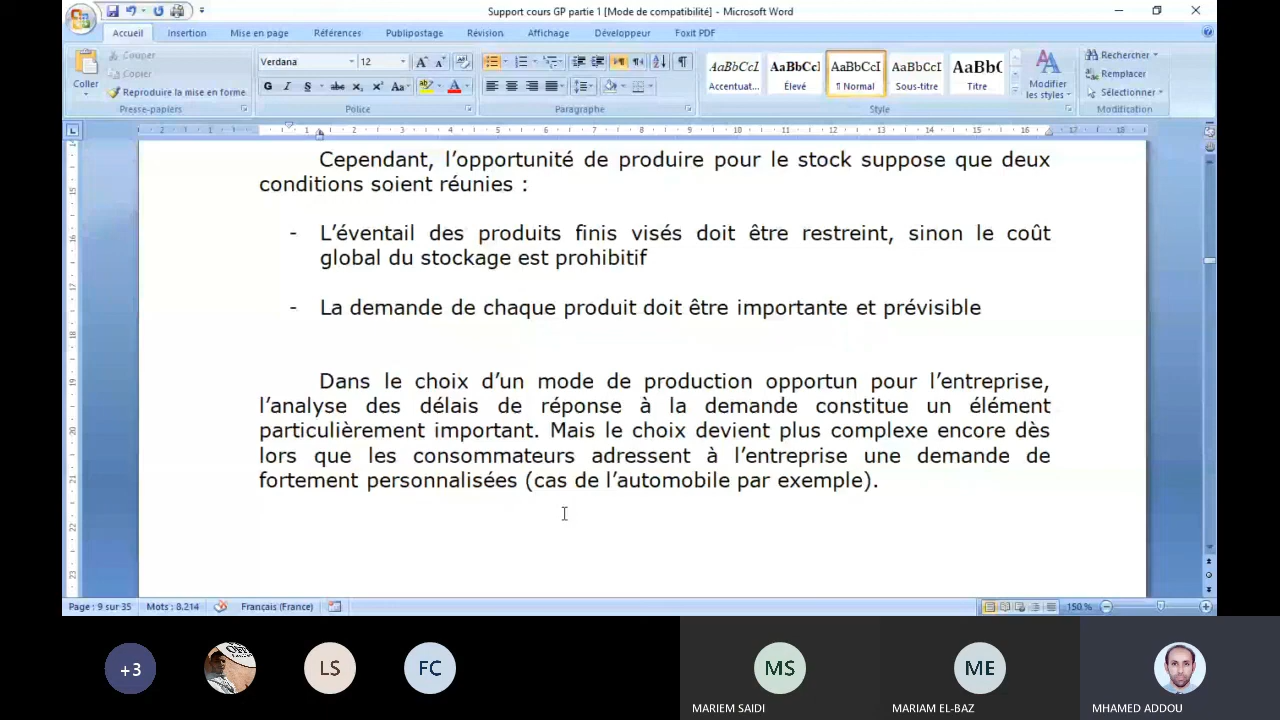 Support cours GP partie 1 [Mode de compatibilité] - Microsoft Word
Accueil Insertion Mise en page Références Publipostage Révision Affichage Développeur Foxit PDF
Coller
Couper
Copier
Reproduire la mise en forme
Presse-papiers
Verdana 12
G I S abc x₂ x² Aa
Police
Paragraphe
AaBbCcI AaBbCcI AaBbCcI AaBbCcI AaBbC
Accentuat... Élevé ¶ Normal Sous-titre Titre
Modifier
les styles
Style
Rechercher
Remplacer
Sélectionner
Modification
Cependant, l’opportunité de produire pour le stock suppose que deux
conditions soient réunies :
- L’éventail des produits finis visés doit être restreint, sinon le coût
global du stockage est prohibitif
- La demande de chaque produit doit être importante et prévisible
Dans le choix d’un mode de production opportun pour l’entreprise,
l’analyse des délais de réponse à la demande constitue un élément
particulièrement important. Mais le choix devient plus complexe encore dès
lors que les consommateurs adressent à l’entreprise une demande de
fortement personnalisées (cas de l’automobile par exemple).
Page : 9 sur 35 Mots : 8.214 Français (France) 150 %
+3 LS FC MS ME
MARIEM SAIDI MARIAM EL-BAZ MHAMED ADDOU